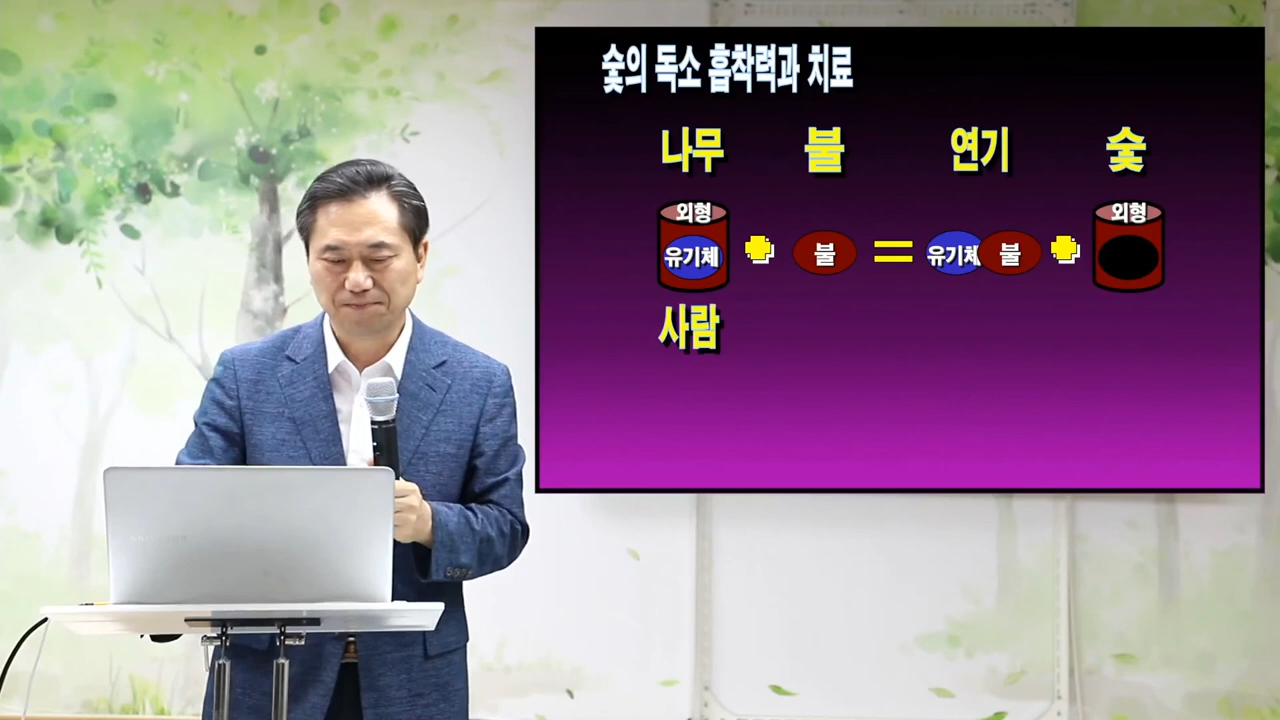 숯의 독소 흡착력과 치료
나무 불 연기 숯
외형 외형
유기체 불 유기체 불
사람